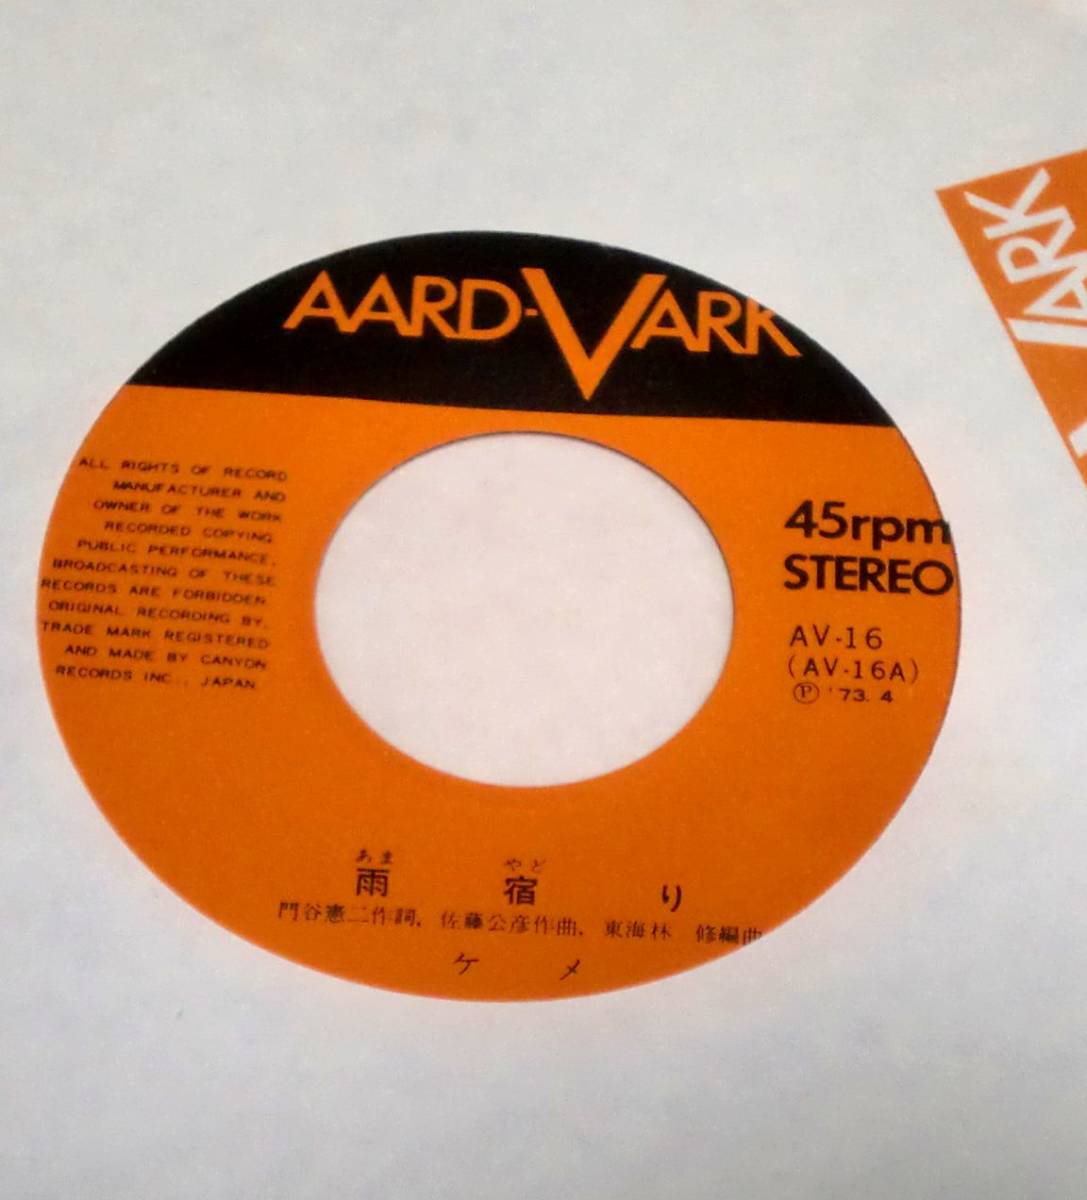 AARD-VARK
ALL RIGHTS OF RECORD
MANUFACTURER AND
OWNER OF THE WORK
RECORDED COPYING
PUBLIC PERFORMANCE,
BROADCASTING OF THESE
RECORDS ARE FORBIDDEN
ORIGINAL RECORDING BY,
TRADE MARK REGISTERED
AND MADE BY CANYON
RECORDS INC., JAPAN
45rpm
STEREO
AV-16
(AV-16A)
Ⓟ '73. 4
あま やど
雨宿り
門谷憲二作詞、佐藤公彦作曲、東海林 修編曲
ケメ
VARK